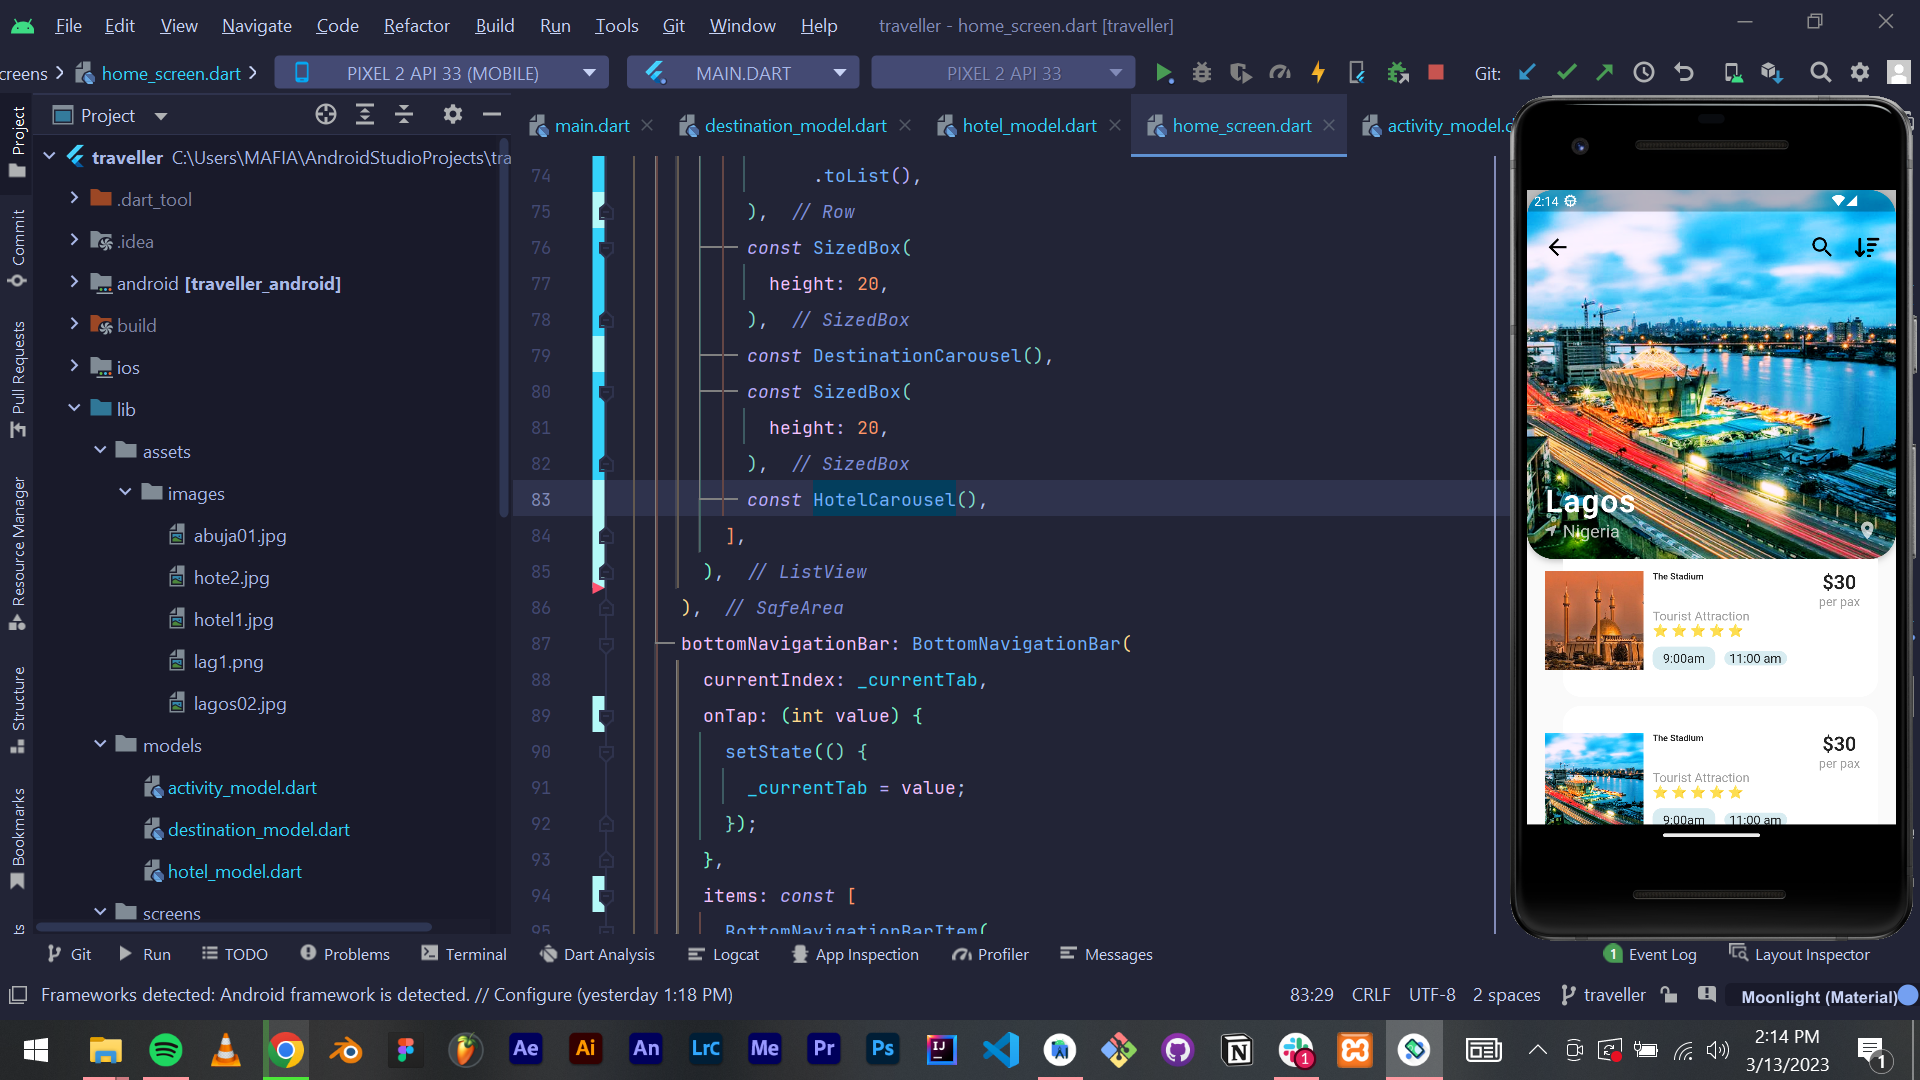 File Edit View Navigate Code Refactor Build Run Tools Git Window Help traveller - home_screen.dart [traveller]
creens home_screen.dart PIXEL 2 API 33 (MOBILE) MAIN.DART PIXEL 2 API 33 Git:
Project
main.dart destination_model.dart hotel_model.dart home_screen.dart activity_model.d
traveller C:\Users\MAFIA\AndroidStudioProjects\tra
.dart_tool
.idea
android [traveller_android]
build
ios
lib
assets
images
abuja01.jpg
hote2.jpg
hotel1.jpg
lag1.png
lagos02.jpg
models
activity_model.dart
destination_model.dart
hotel_model.dart
screens
Project
Commit
Pull Requests
Resource Manager
Structure
Bookmarks
ts
74 .toList(),
75 ), // Row
76 const SizedBox(
77 height: 20,
78 ), // SizedBox
79 const DestinationCarousel(),
80 const SizedBox(
81 height: 20,
82 ), // SizedBox
83 const HotelCarousel(),
84 ],
85 ), // ListView
86 ), // SafeArea
87 bottomNavigationBar: BottomNavigationBar(
88 currentIndex: _currentTab,
89 onTap: (int value) {
90 setState(() {
91 _currentTab = value;
92 });
93 },
94 items: const [
95 BottomNavigationBarItem(
2:14
Lagos
Nigeria
The Stadium $30
per pax
Tourist Attraction
9:00am 11:00 am
The Stadium $30
per pax
Tourist Attraction
9:00am 11:00 am
Git Run TODO Problems Terminal Dart Analysis Logcat App Inspection Profiler Messages 1 Event Log Layout Inspector
Frameworks detected: Android framework is detected. // Configure (yesterday 1:18 PM) 83:29 CRLF UTF-8 2 spaces traveller Moonlight (Material)
Ae Ai An LrC Me Pr Ps IJ N 1
2:14 PM
3/13/2023
1